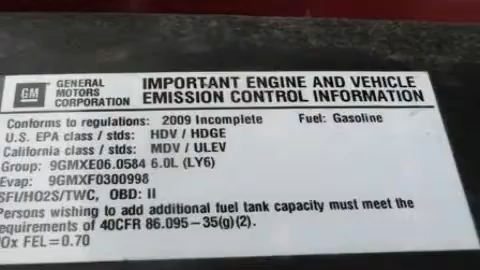 GM
GENERAL MOTORS CORPORATION
IMPORTANT ENGINE AND VEHICLE
EMISSION CONTROL INFORMATION
Conforms to regulations: 2009 Incomplete Fuel: Gasoline
U.S. EPA class / stds: HDV / HDGE
California class / stds: MDV / ULEV
Group: 9GMXE06.0584 6.0L (LY6)
Evap: 9GMXF0300998
SFI/HO2S/TWC, OBD: II
Persons wishing to add additional fuel tank capacity must meet the
equirements of 40CFR 86.095-35(g)(2).
Ox FEL=0.70